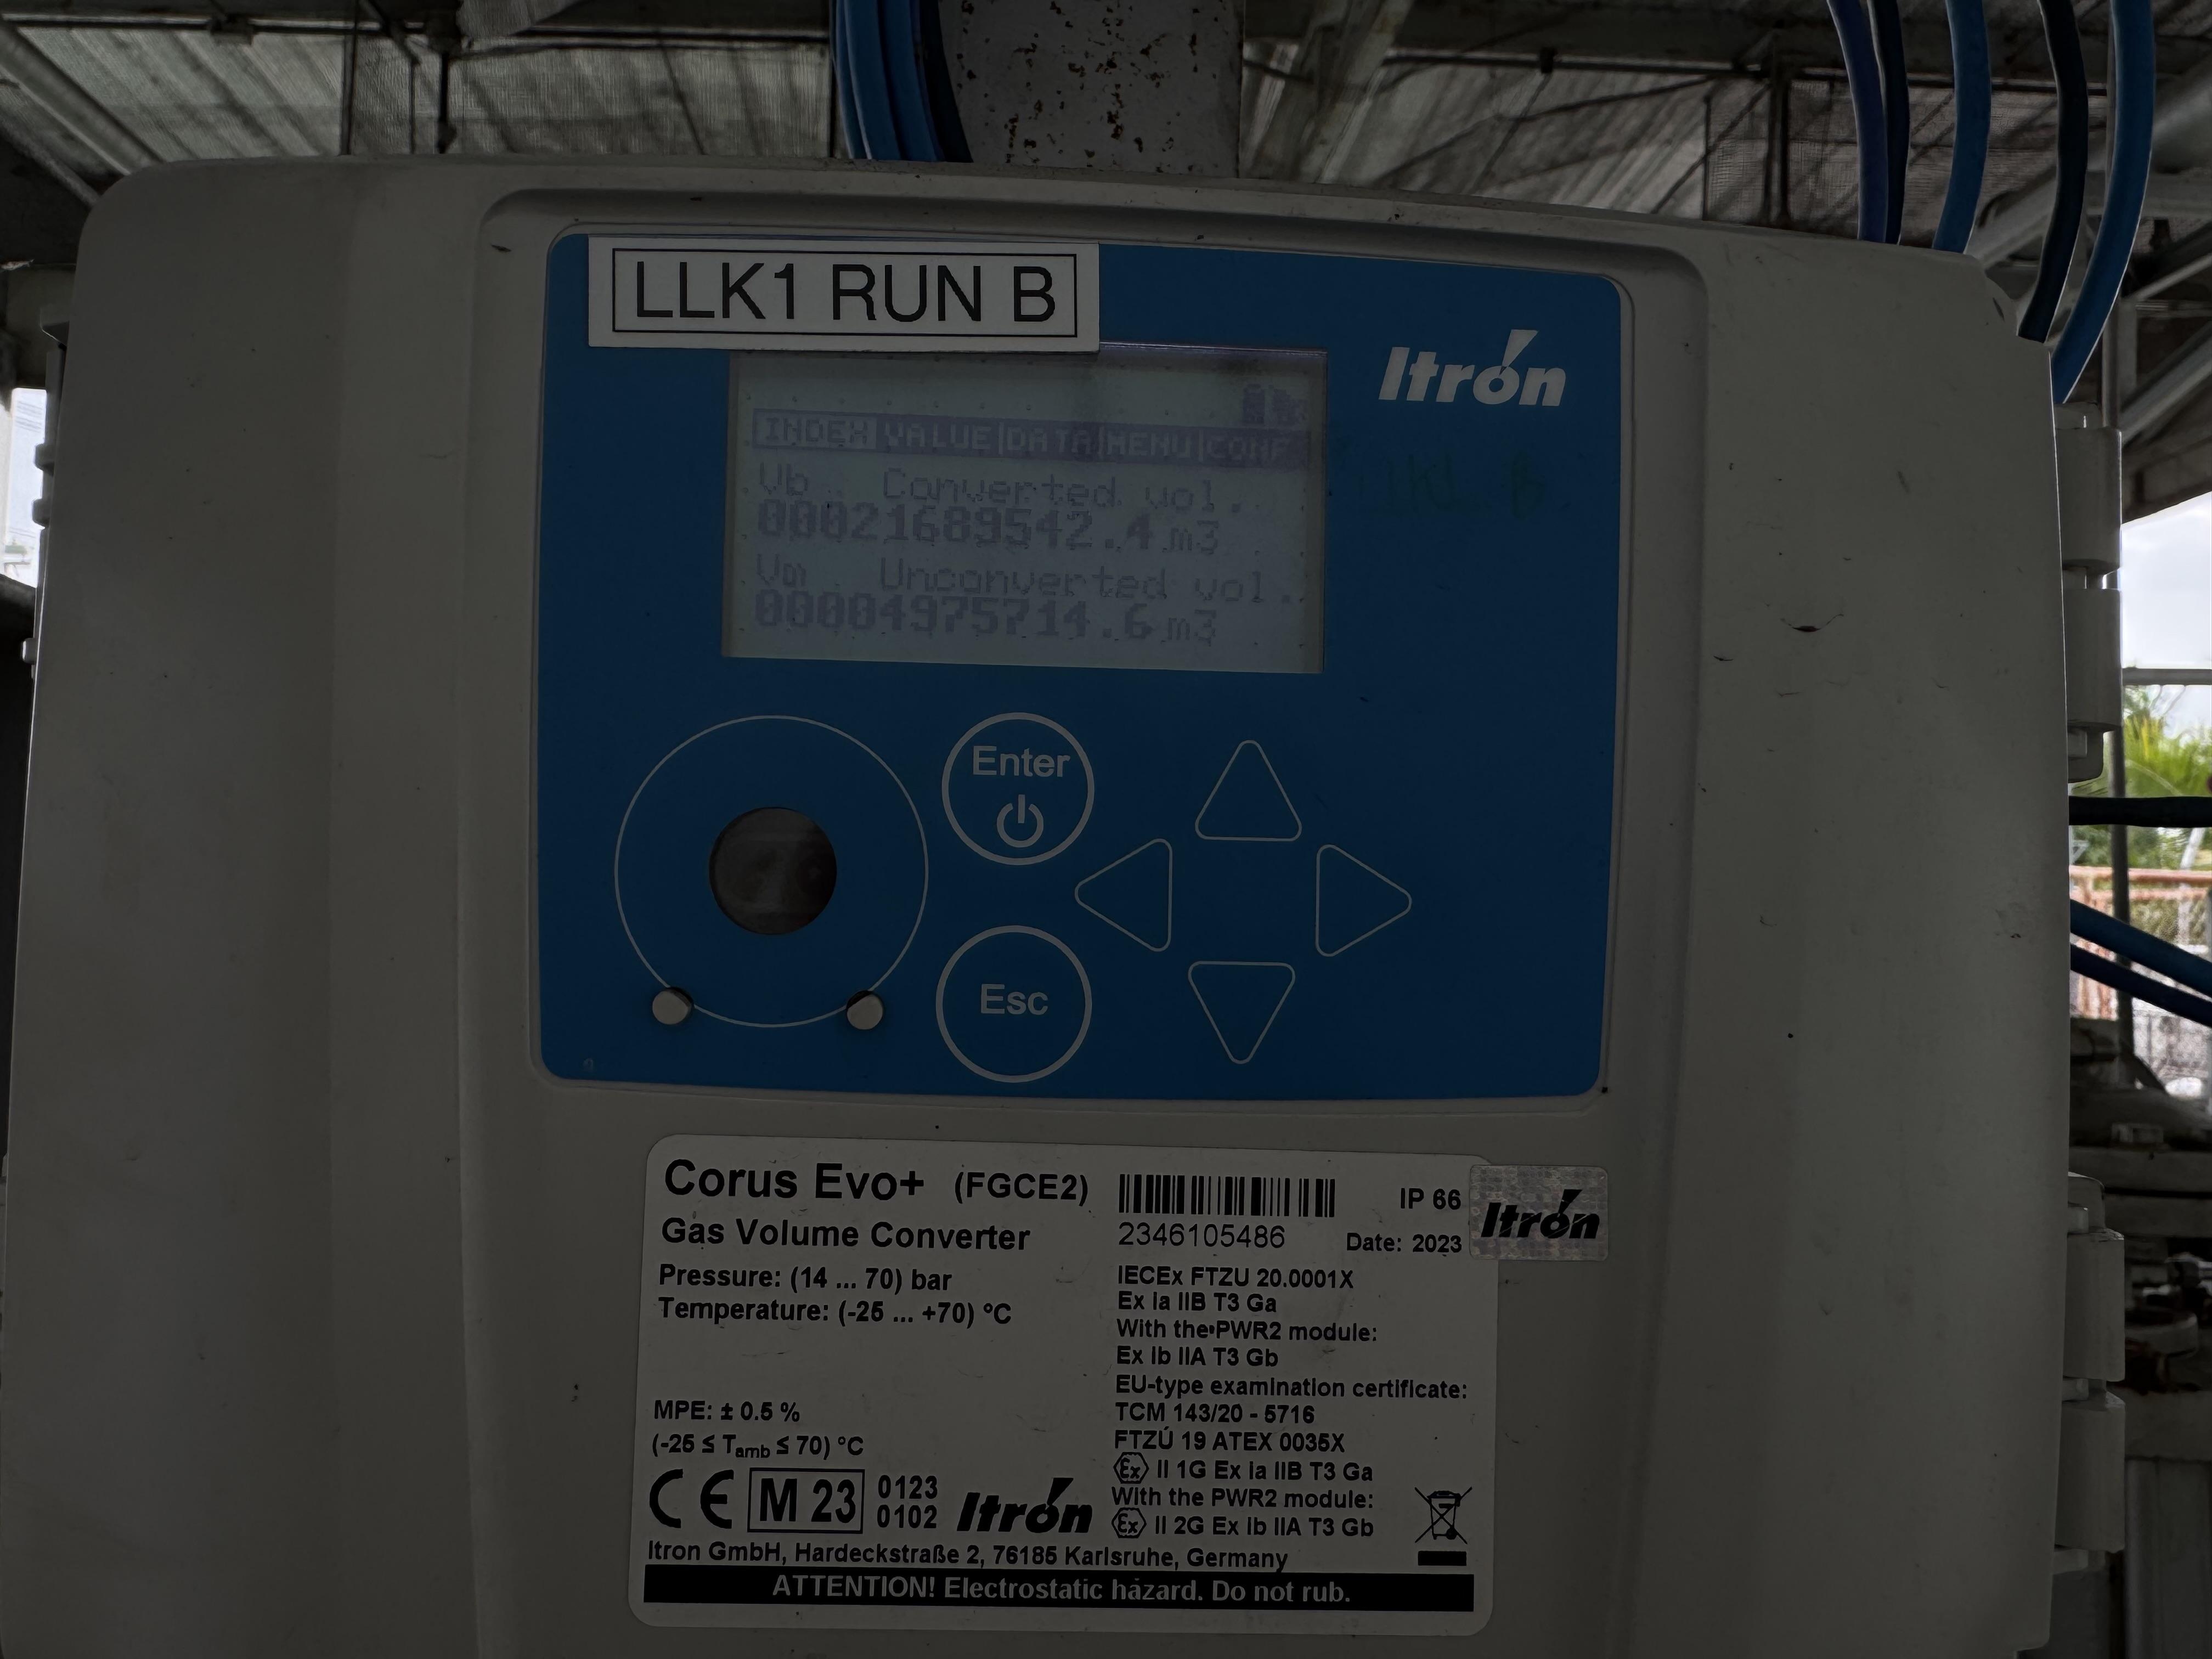 LLK1 RUN B
Itrón
INDEX VALUE|DATA|MENU|CONF
Vb Converted vol.
00021689542.4 m3
Vm Unconverted vol.
00004975714.6 m3
Enter
Esc
Corus Evo+ (FGCE2)
Gas Volume Converter
Pressure: (14 ... 70) bar
Temperature: (-25 ... +70) °C
MPE: ± 0.5 %
(-25 ≤ Tamb ≤ 70) °C
CE M 23 0123
0102
Itrón
2346105486
IP 66
Date: 2023
Itrón
IECEx FTZU 20.0001X
Ex ia IIB T3 Ga
With the PWR2 module:
Ex ib IIA T3 Gb
EU-type examination certificate:
TCM 143/20 - 5716
FTZÚ 19 ATEX 0035X
Ex II 1G Ex ia IIB T3 Ga
With the PWR2 module:
Ex II 2G Ex ib IIA T3 Gb
Itron GmbH, Hardeckstraße 2, 76185 Karlsruhe, Germany
ATTENTION! Electrostatic hazard. Do not rub.